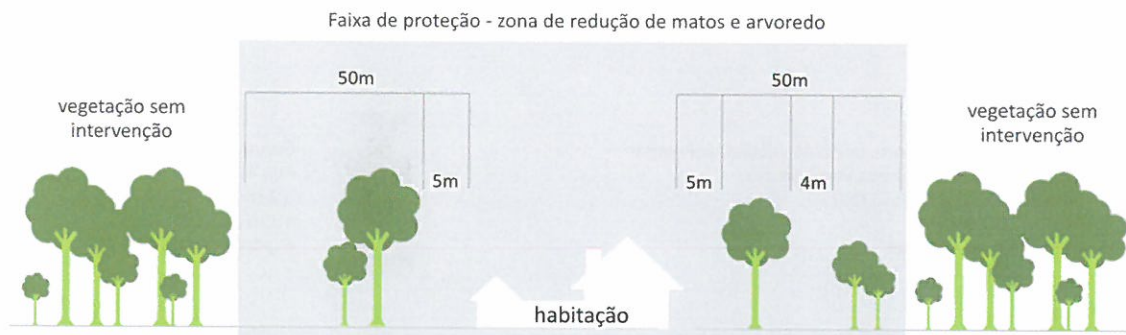 Faixa de proteção - zona de redução de matos e arvoredo
50m
50m
vegetação sem
intervenção
vegetação sem
intervenção
5m
5m
4m
habitação